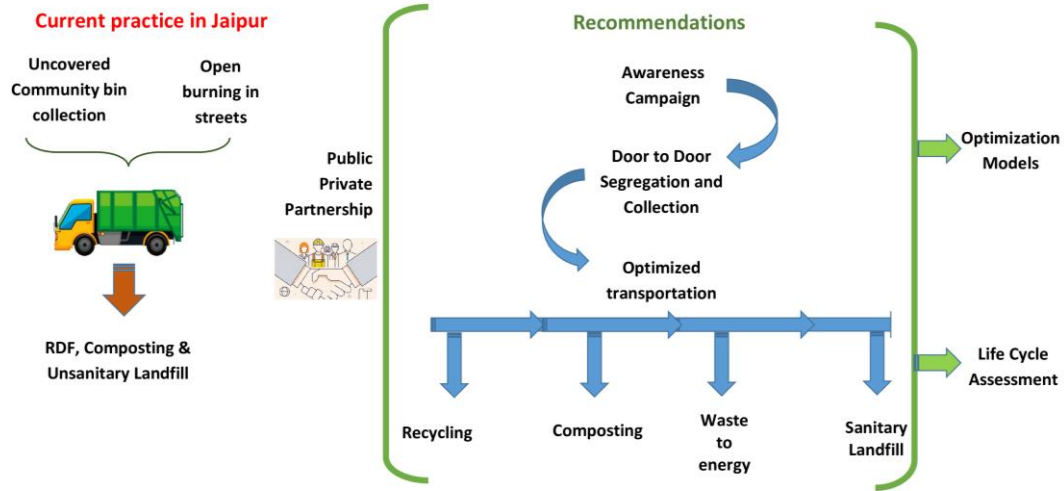 Current practice in Jaipur
Uncovered
Community bin
collection
Open
burning in
streets
RDF, Composting &
Unsanitary Landfill
Public
Private
Partnership
Recommendations
Awareness
Campaign
Door to Door
Segregation and
Collection
Optimized
transportation
Recycling
Composting
Waste
to
energy
Sanitary
Landfill
Optimization
Models
Life Cycle
Assessment